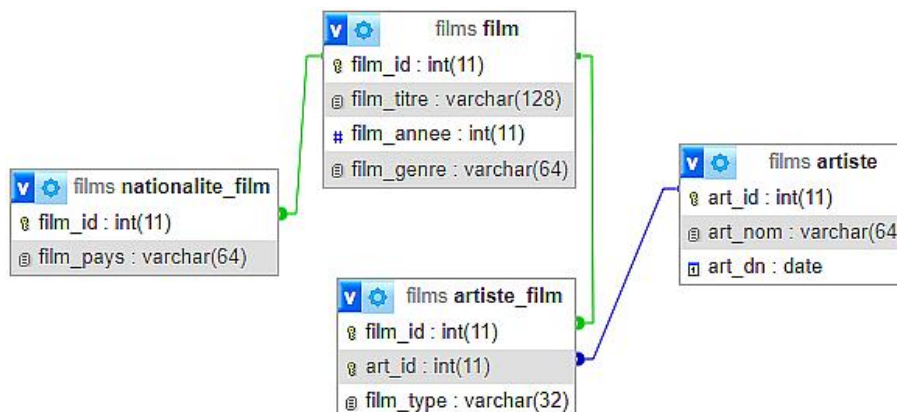 films film
film_id : int(11)
film_titre : varchar(128)
# film_annee : int(11)
film_genre : varchar(64)
films nationalite_film
film_id : int(11)
film_pays : varchar(64)
films artiste
art_id : int(11)
art_nom : varchar(64
art_dn : date
films artiste_film
film_id : int(11)
art_id : int(11)
film_type : varchar(32)